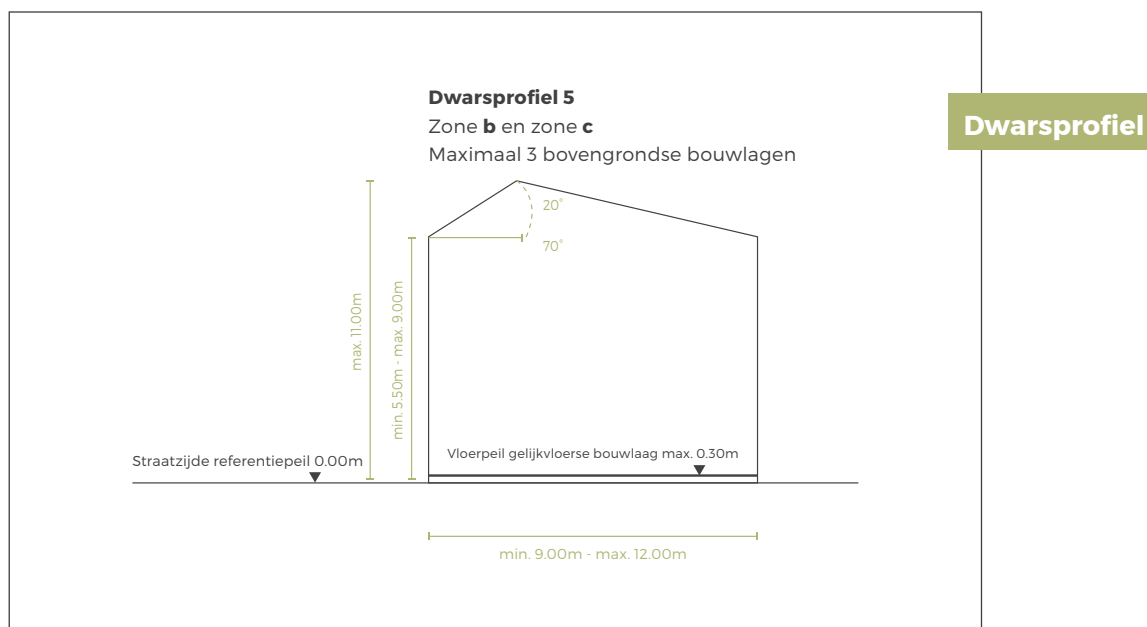 Dwarsprofiel 5
Zone b en zone c
Maximaal 3 bovengrondse bouwlagen
Dwarsprofiel
20°
70°
max. 11.00m
min. 5.50m - max. 9.00m
Straatzijde referentiepeil 0.00m
Vloerpeil gelijkvloerse bouwlaag max. 0.30m
min. 9.00m - max. 12.00m